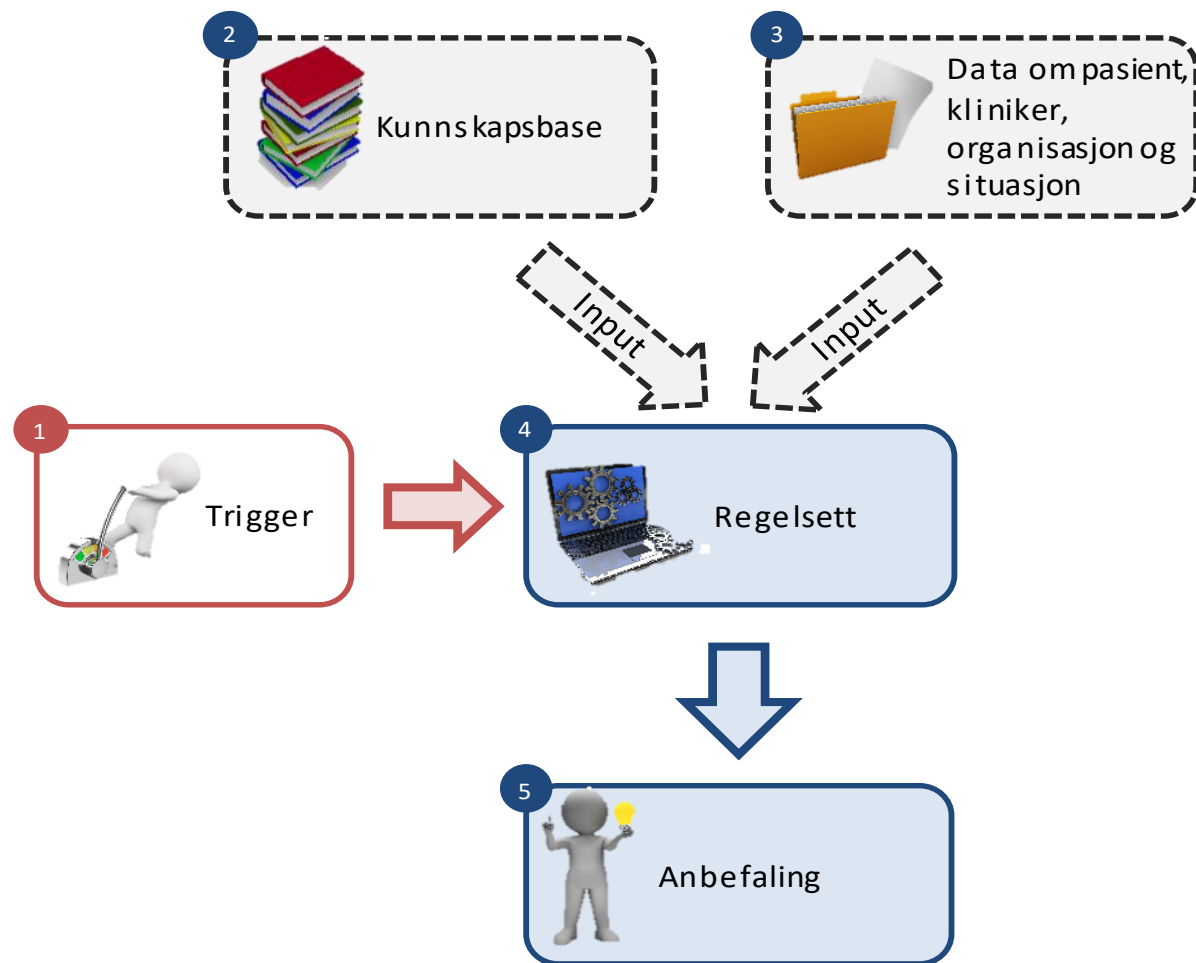 2
Kunnskapsbase
3
Data om pasient,
kliniker,
organisasjon og
situasjon
Input
Input
1
Trigger
4
Regelsett
5
Anbefaling